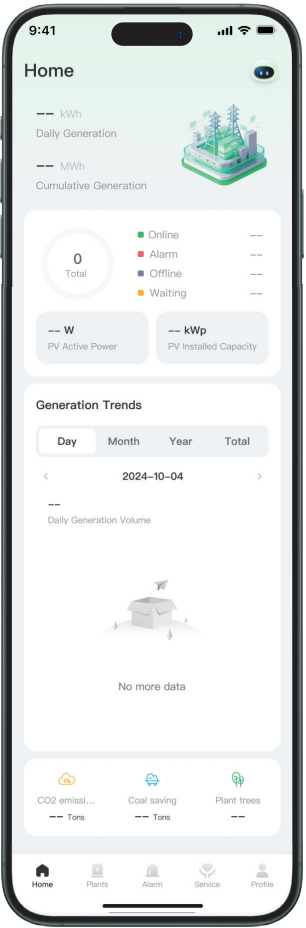 9:41
Home
–– kWh
Daily Generation
–– MWh
Cumulative Generation
0
Total
Online ––
Alarm ––
Offline ––
Waiting ––
–– W
PV Active Power
–– kWp
PV Installed Capacity
Generation Trends
Day Month Year Total
< 2024–10–04 >
––
Daily Generation Volume
No more data
CO2 emissi... Coal saving Plant trees
–– Tons –– Tons ––
Home Plants Alarm Service Profile